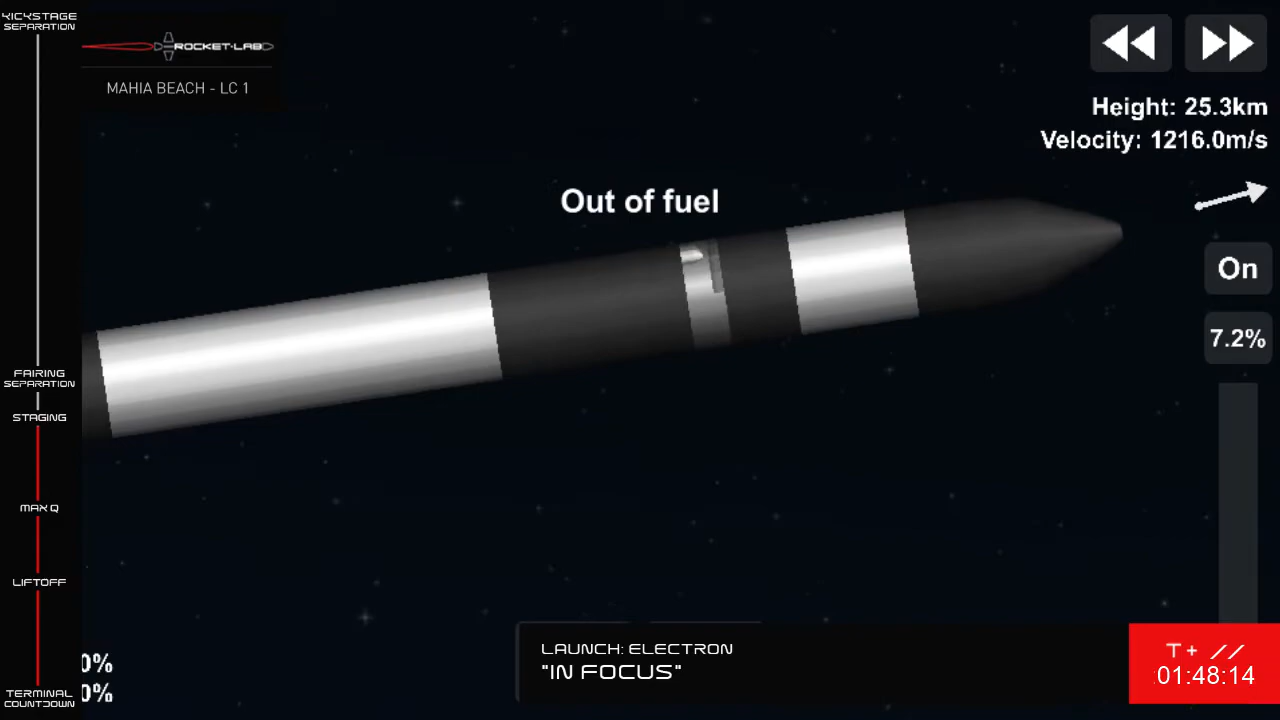 KICKSTAGE
SEPARATION
ROCKET-LAB
MAHIA BEACH - LC 1
Height: 25.3km
Velocity: 1216.0m/s
Out of fuel
On
7.2%
FAIRING
SEPARATION
STAGING
MAX Q
LIFTOFF
LAUNCH: ELECTRON
"IN FOCUS"
T+ //
01:48:14
0%
0%
TERMINAL
COUNTDOWN